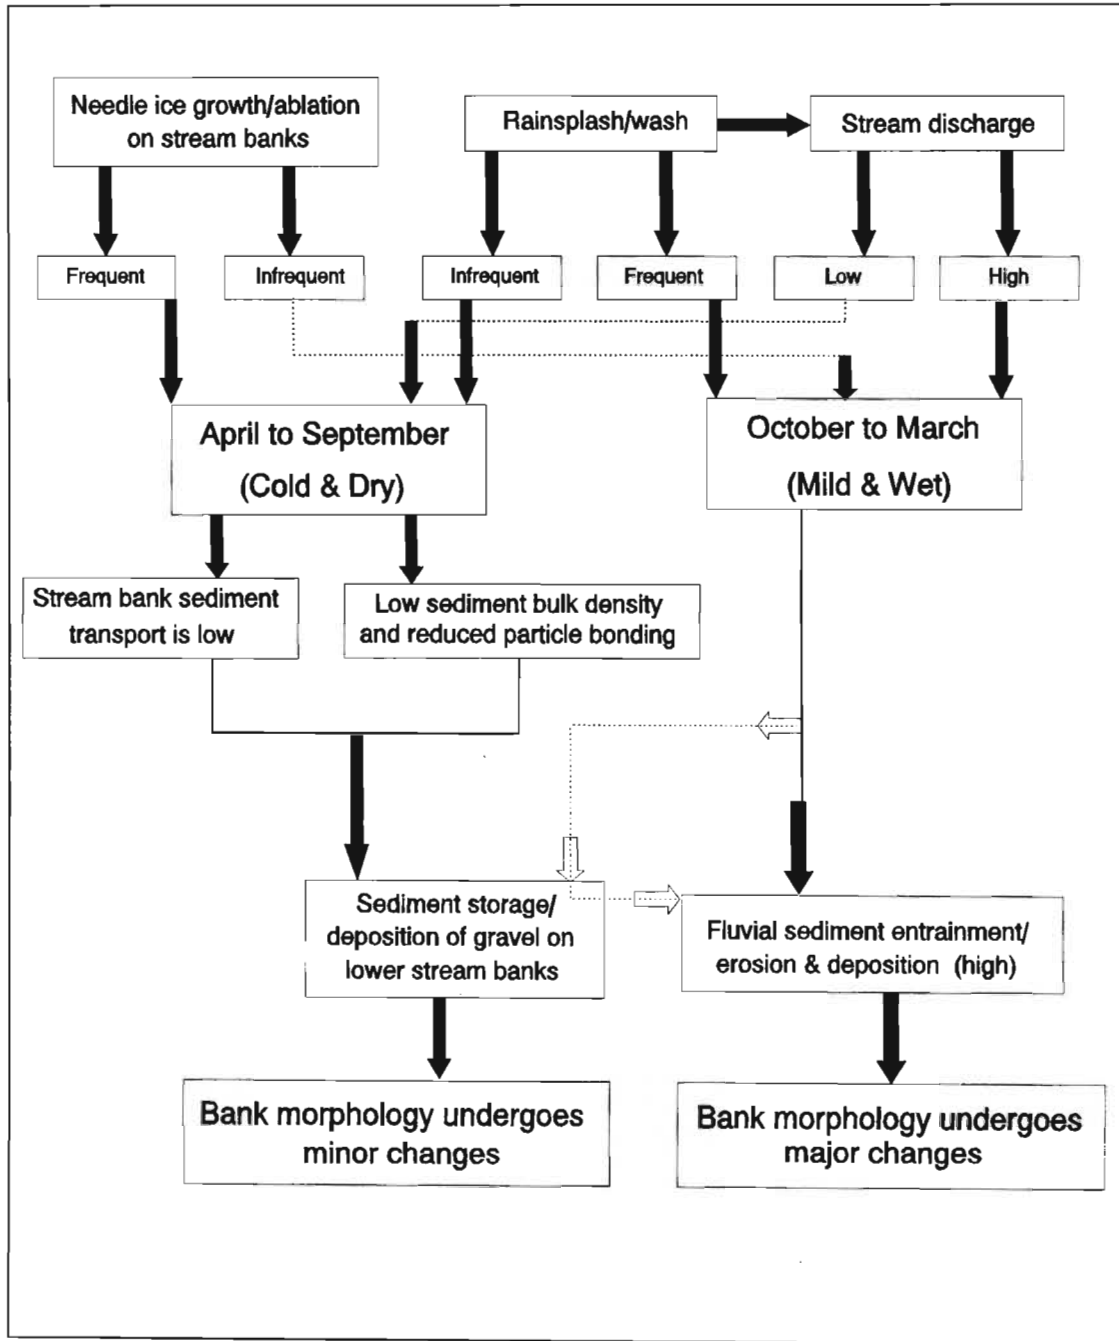 Needle ice growth/ablation
on stream banks
Rainsplash/wash
Stream discharge
Frequent
Infrequent
Infrequent
Frequent
Low
High
April to September
(Cold & Dry)
October to March
(Mild & Wet)
Stream bank sediment
transport is low
Low sediment bulk density
and reduced particle bonding
Sediment storage/
deposition of gravel on
lower stream banks
Fluvial sediment entrainment/
erosion & deposition (high)
Bank morphology undergoes
minor changes
Bank morphology undergoes
major changes